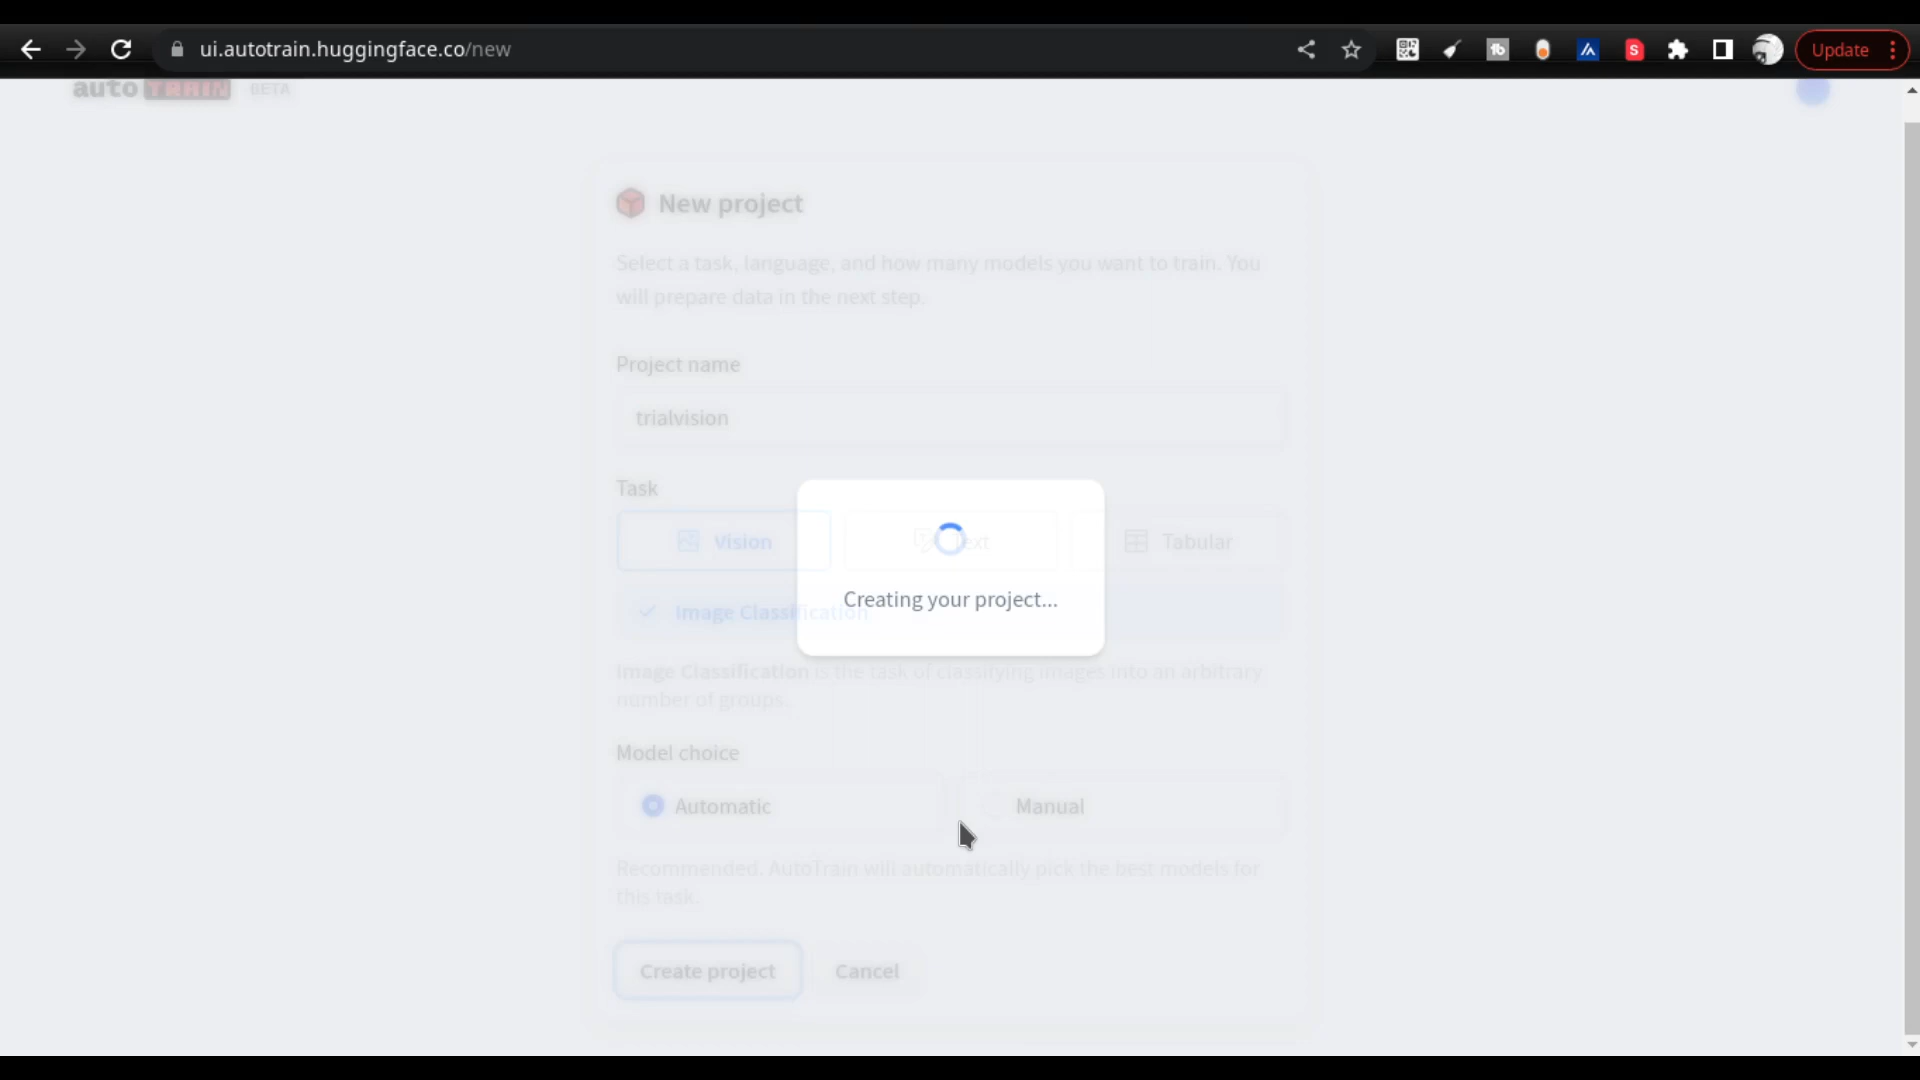 ui.autotrain.huggingface.co/new
Update
auto TRAIN BETA
New project
Select a task, language, and how many models you want to train. You
will prepare data in the next step.
Project name
trialvision
Task
Vision
Text
Tabular
Creating your project...
Image Classification
Image Classification is the task of classifying images into an arbitrary
number of groups.
Model choice
Automatic
Manual
Recommended. AutoTrain will automatically pick the best models for
this task.
Create project
Cancel